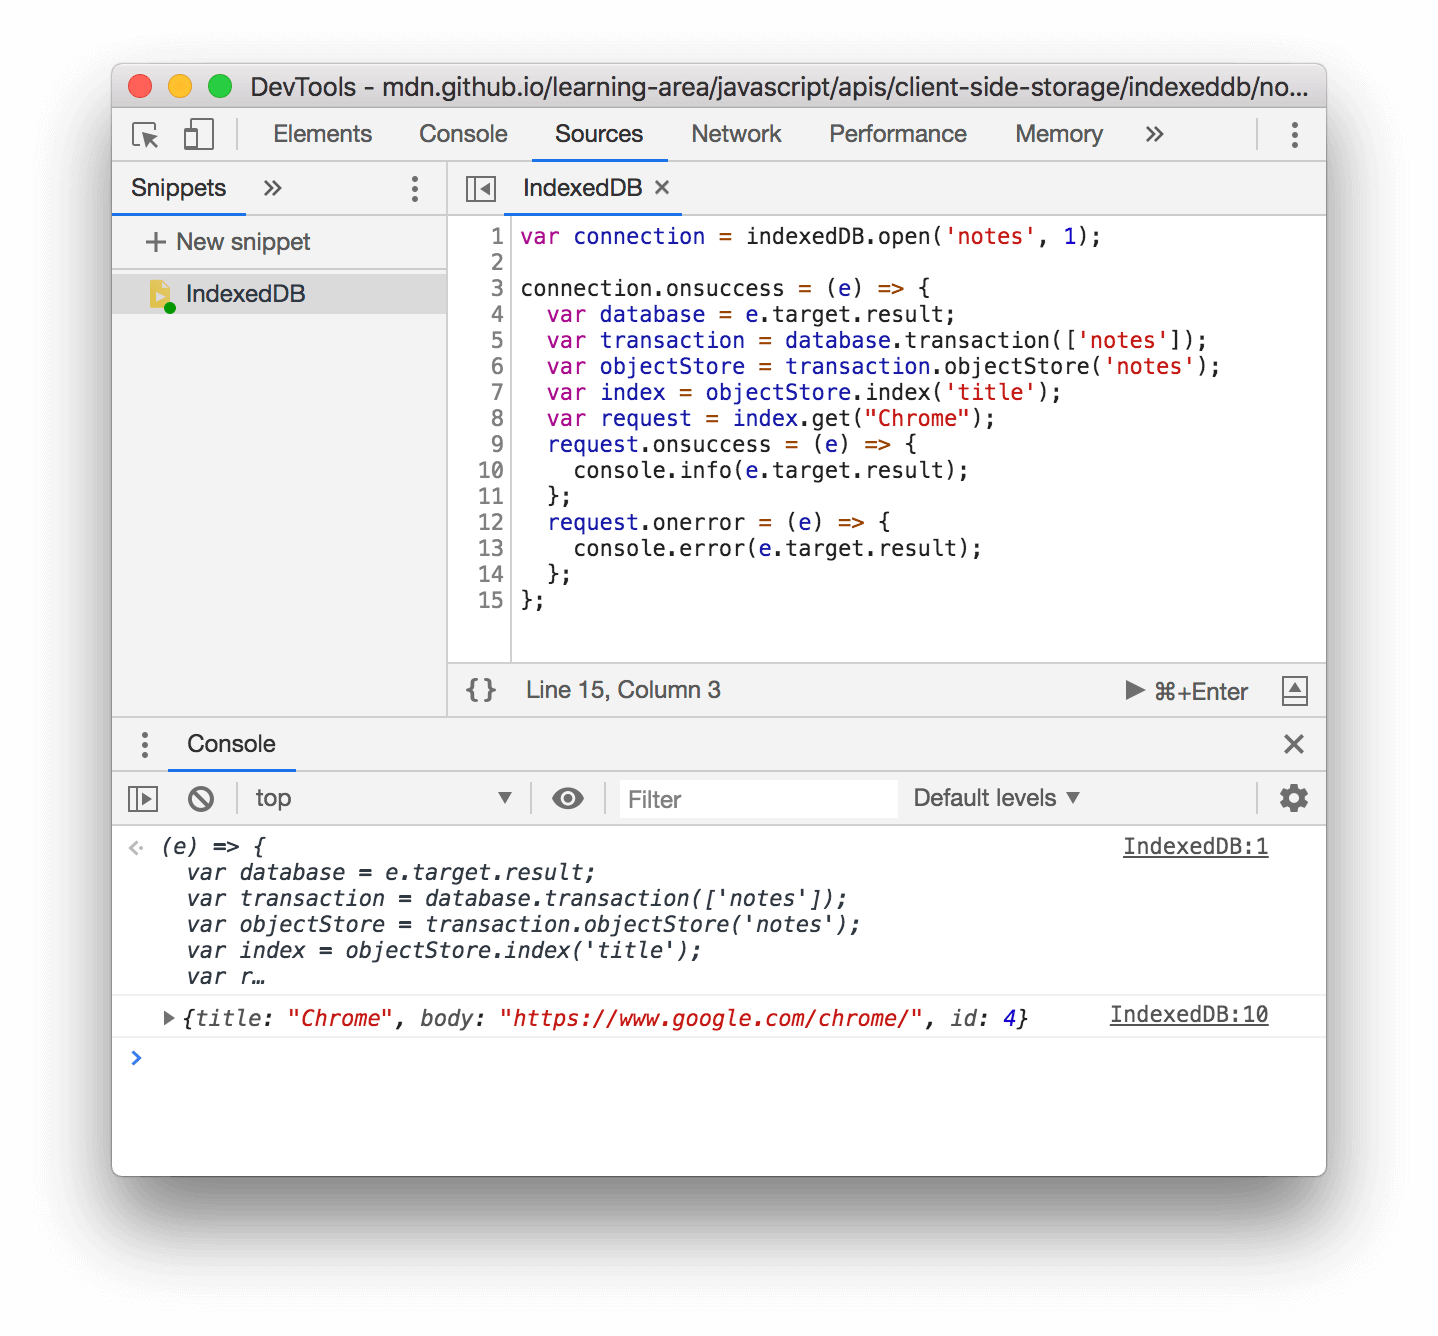 DevTools - mdn.github.io/learning-area/javascript/apis/client-side-storage/indexeddb/no...
Elements Console Sources Network Performance Memory »
Snippets » IndexedDB ×
+ New snippet
IndexedDB
1 var connection = indexedDB.open('notes', 1);
2
3 connection.onsuccess = (e) => {
4   var database = e.target.result;
5   var transaction = database.transaction(['notes']);
6   var objectStore = transaction.objectStore('notes');
7   var index = objectStore.index('title');
8   var request = index.get("Chrome");
9   request.onsuccess = (e) => {
10     console.info(e.target.result);
11   };
12   request.onerror = (e) => {
13     console.error(e.target.result);
14   };
15 };
{} Line 15, Column 3 ▶ ⌘+Enter
Console ×
top ▼ Filter Default levels ▼
(e) => { IndexedDB:1
  var database = e.target.result;
  var transaction = database.transaction(['notes']);
  var objectStore = transaction.objectStore('notes');
  var index = objectStore.index('title');
  var r…
▶ {title: "Chrome", body: "https://www.google.com/chrome/", id: 4} IndexedDB:10
>